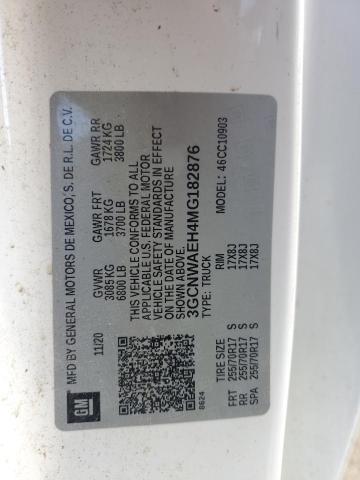 MFD BY GENERAL MOTORS DE MEXICO, S. DE R.L. DE C.V.
11/20 GVWR GAWR FRT GAWR RR
3085 KG 1678 KG 1724 KG
6800 LB 3700 LB 3800 LB
THIS VEHICLE CONFORMS TO ALL
APPLICABLE U.S. FEDERAL MOTOR
VEHICLE SAFETY STANDARDS IN EFFECT
ON THE DATE OF MANUFACTURE
SHOWN ABOVE.
3GCNWAEH4MG182876
TYPE: TRUCK MODEL: 46CC10903
GM
8624
TIRE SIZE RIM
FRT 255/70R17 S 17X8J
RR 255/70R17 S 17X8J
SPA 255/70R17 S 17X8J